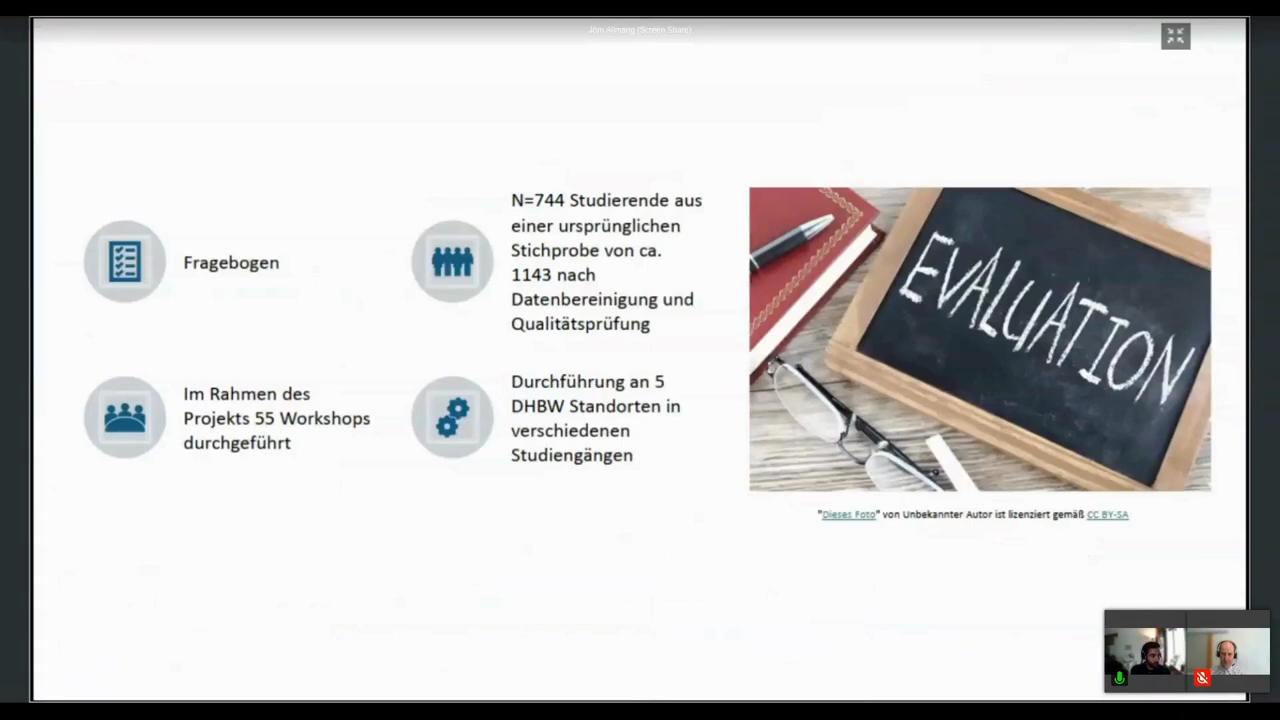 Jörn Allmang (Screen Share)
Fragebogen
N=744 Studierende aus
einer ursprünglichen
Stichprobe von ca.
1143 nach
Datenbereinigung und
Qualitätsprüfung
Im Rahmen des
Projekts 55 Workshops
durchgeführt
Durchführung an 5
DHBW Standorten in
verschiedenen
Studiengängen
EVALUATION
"Dieses Foto" von Unbekannter Autor ist lizenziert gemäß CC BY-SA